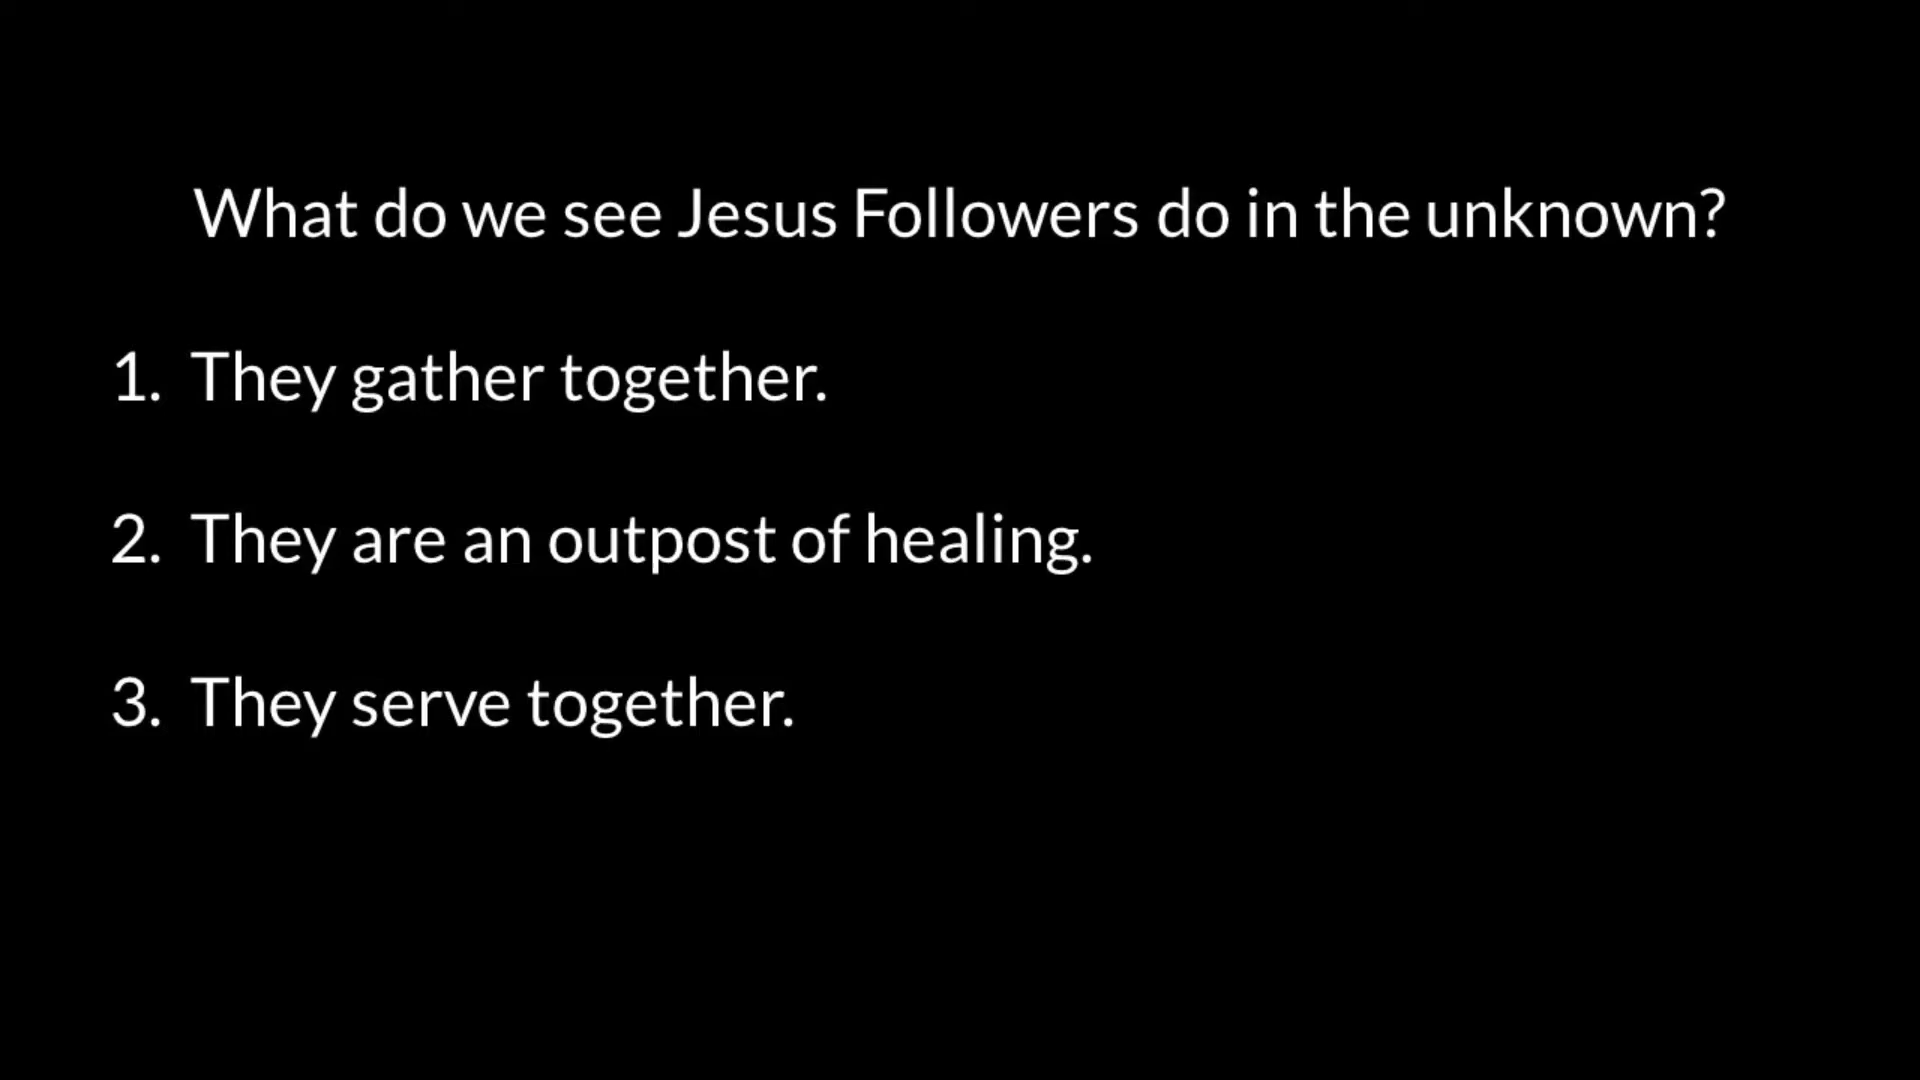 What do we see Jesus Followers do in the unknown?
1. They gather together.
2. They are an outpost of healing.
3. They serve together.